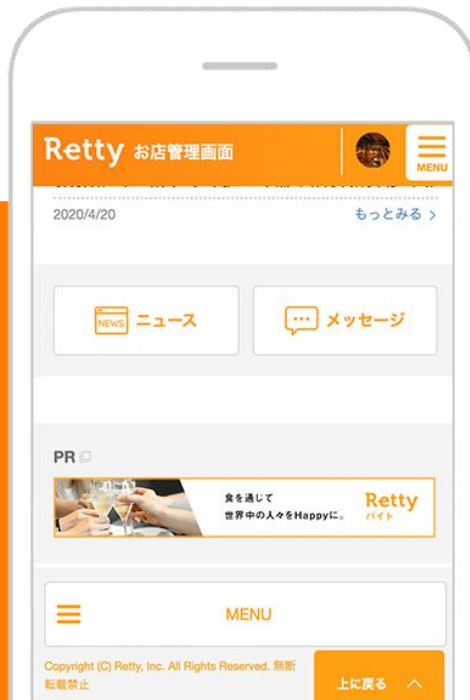 Retty お店管理画面
MENU
2020/4/20
もっとみる >
NEWS ニュース
メッセージ
PR
食を通じて
世界中の人々をHappyに。
Retty
バイト
MENU
Copyright (C) Retty, Inc. All Rights Reserved. 無断
転載禁止
上に戻る